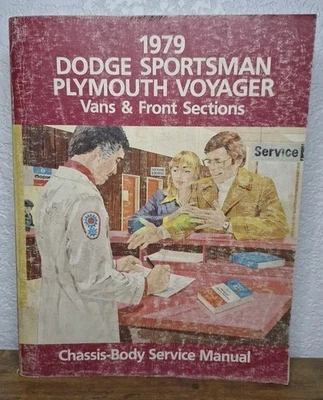 1979
DODGE SPORTSMAN
PLYMOUTH VOYAGER
Vans & Front Sections
Service
Chassis-Body Service Manual